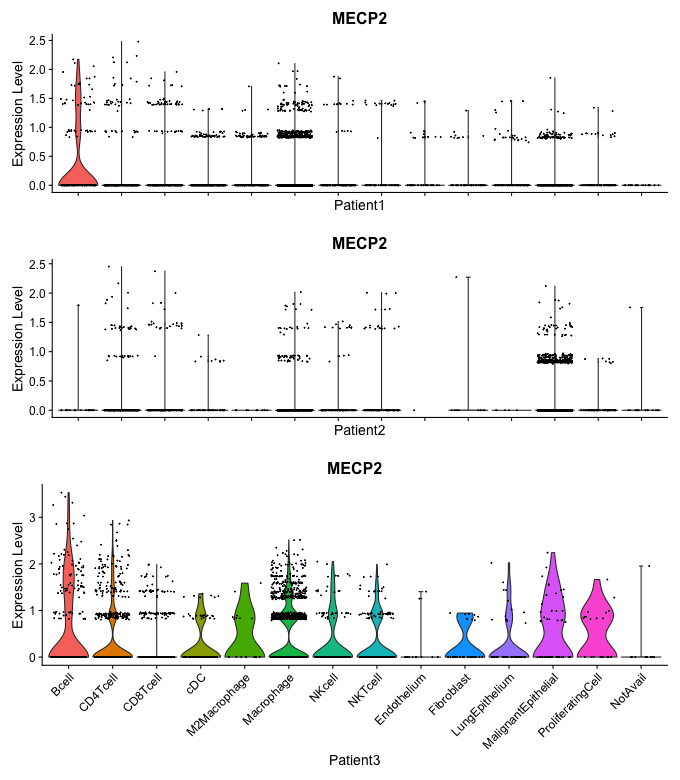 MECP2
Expression Level
2.5
2.0
1.5
1.0
0.5
0.0
Patient1
MECP2
Expression Level
2.5
2.0
1.5
1.0
0.5
0.0
Patient2
MECP2
Expression Level
3
2
1
0
Bcell
CD4Tcell
CD8Tcell
cDC
M2Macrophage
Macrophage
NKcell
NKTcell
Endothelium
Fibroblast
LungEpithelium
MalignantEpithelial
ProliferatingCell
NotAvail
Patient3